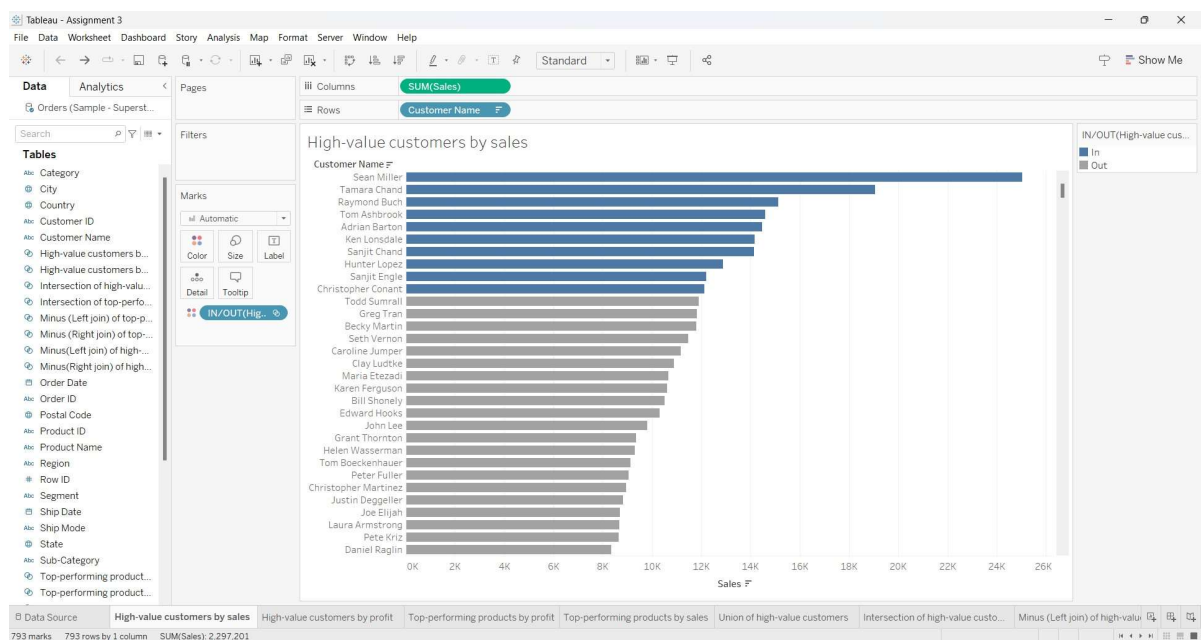 Tableau - Assignment 3
File Data Worksheet Dashboard Story Analysis Map Format Server Window Help
Standard
Show Me
Data
Analytics
Orders (Sample - Superst...
Search
Tables
Category
City
Country
Customer ID
Customer Name
High-value customers b...
High-value customers b...
Intersection of high-valu...
Intersection of top-perfo...
Minus (Left join) of top-p...
Minus (Right join) of top-...
Minus(Left join) of high-...
Minus(Right join) of high...
Order Date
Order ID
Postal Code
Product ID
Product Name
Region
Row ID
Segment
Ship Date
Ship Mode
State
Sub-Category
Top-performing product...
Top-performing product...
Pages
Filters
Marks
Automatic
Color Size Label
Detail Tooltip
IN/OUT(Hig..
Columns SUM(Sales)
Rows Customer Name
High-value customers by sales
Customer Name
Sean Miller
Tamara Chand
Raymond Buch
Tom Ashbrook
Adrian Barton
Ken Lonsdale
Sanjit Chand
Hunter Lopez
Sanjit Engle
Christopher Conant
Todd Sumrall
Greg Tran
Becky Martin
Seth Vernon
Caroline Jumper
Clay Ludtke
Maria Etezadi
Karen Ferguson
Bill Shonely
Edward Hooks
John Lee
Grant Thornton
Helen Wasserman
Tom Boeckenhauer
Peter Fuller
Christopher Martinez
Justin Deggeller
Joe Elijah
Laura Armstrong
Pete Kriz
Daniel Raglin
0K 2K 4K 6K 8K 10K 12K 14K 16K 18K 20K 22K 24K 26K
Sales
IN/OUT(High-value cus...
In
Out
Data Source High-value customers by sales High-value customers by profit Top-performing products by profit Top-performing products by sales Union of high-value customers Intersection of high-value custo... Minus (Left join) of high-valu
793 marks 793 rows by 1 column SUM(Sales): 2,297,201